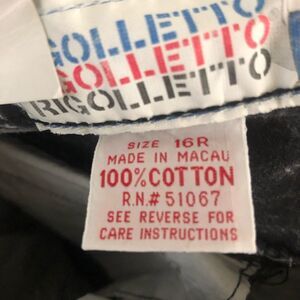 GOLLETTO
GOLLETTO
RIGOLLETTO
SIZE 16R
MADE IN MACAU
100% COTTON
R.N.# 51067
SEE REVERSE FOR
CARE INSTRUCTIONS